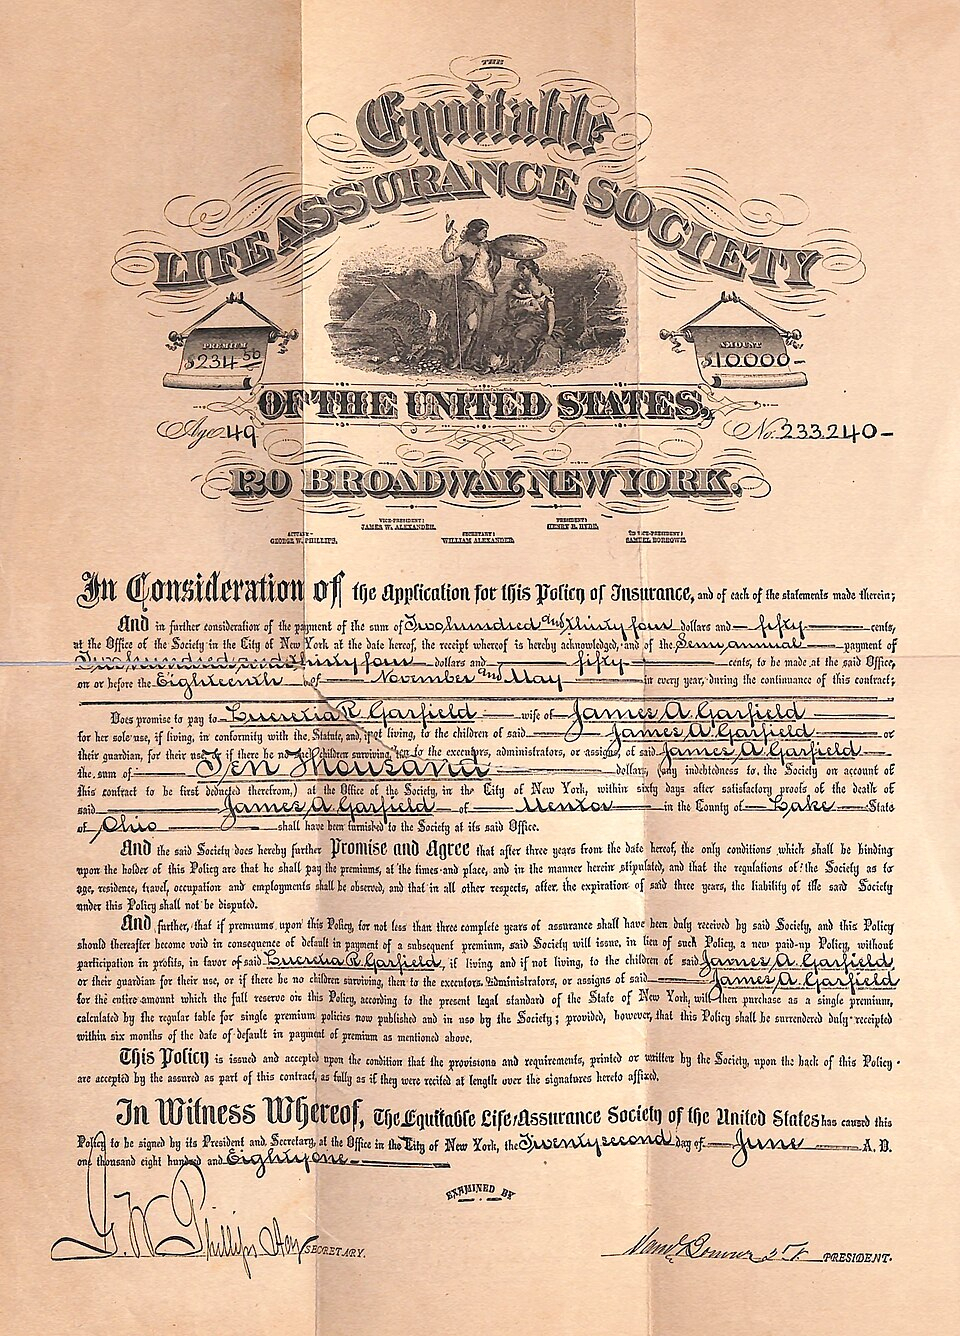 THE
Equitable
LIFE ASSURANCE SOCIETY
PREMIUM
$234 50
AMOUNT
$10000-
OF THE UNITED STATES,
Age 49
No. 233240-
120 BROADWAY NEW YORK.
VICE-PRESIDENT:
JAMES W. ALEXANDER.
PRESIDENT:
HENRY B. HYDE.
ACTUARY-
GEORGE W. PHILLIPS.
SECRETARY:
WILLIAM ALEXANDER.
2D VICE-PRESIDENT:
SAMUEL BORROWE.
In Consideration of the Application for this Policy of Insurance, and of each of the statements made therein;
And in further consideration of the payment of the sum of Two hundred and thirty four dollars and fifty cents,
at the Office of the Society in the City of New York at the date hereof, the receipt whereof is hereby acknowledged, and of the Semi annual payment of
Two hundred and thirty four dollars and fifty cents, to be made at the said Office,
on or before the Eighteenth of November and May in every year, during the continuance of this contract;
Does promise to pay to Lucretia R. Garfield wife of James A. Garfield
for her sole use, if living, in conformity with the Statute, and, if not living, to the children of said James A. Garfield or
their guardian, for their use, if there be no such children surviving, then to the executors, administrators, or assigns, of said James A. Garfield
the sum of Ten Thousand dollars, (any indebtedness to the Society on account of
this contract to be first deducted therefrom,) at the Office of the Society, in the City of New York, within sixty days after satisfactory proofs of the death of
said James A. Garfield of Mentor in the County of Lake State
of Ohio shall have been furnished to the Society at its said Office.
And the said Society does hereby further Promise and Agree that after three years from the date hereof, the only conditions which shall be binding
upon the holder of this Policy are that he shall pay the premiums, at the times and place, and in the manner herein stipulated, and that the regulations of the Society as to
age, residence, travel, occupation and employments shall be observed, and that in all other respects, after the expiration of said three years, the liability of the said Society
under this Policy shall not be disputed.
And further, that if premiums upon this Policy, for not less than three complete years of assurance shall have been duly received by said Society, and this Policy
should thereafter become void in consequence of default in payment of a subsequent premium, said Society will issue, in lieu of such Policy, a new paid-up Policy, without
participation in profits, in favor of said Lucretia R. Garfield, if living and if not living, to the children of said James A. Garfield
or their guardian for their use, or if there be no children surviving, then to the executors. Administrators, or assigns of said James A. Garfield
for the entire amount which the full reserve on this Policy, according to the present legal standard of the State of New York, will then purchase as a single premium,
calculated by the regular table for single premium policies now published and in use by the Society; provided, however, that this Policy shall be surrendered duly receipted
within six months of the date of default in payment of premium as mentioned above.
This Policy is issued and accepted upon the condition that the provisions and requirements, printed or written by the Society, upon the back of this Policy
are accepted by the assured as part of this contract, as fully as if they were recited at length over the signatures hereto affixed.
In Witness Whereof, The Equitable Life Assurance Society of the United States has caused this
Policy to be signed by its President and Secretary, at the Office in the City of New York, the Twenty second day of June A. D.
one thousand eight hundred and Eighty one
EXAMINED BY
G. W. Phillips SECRETARY.
Saml Borrowe 2d V. PRESIDENT.